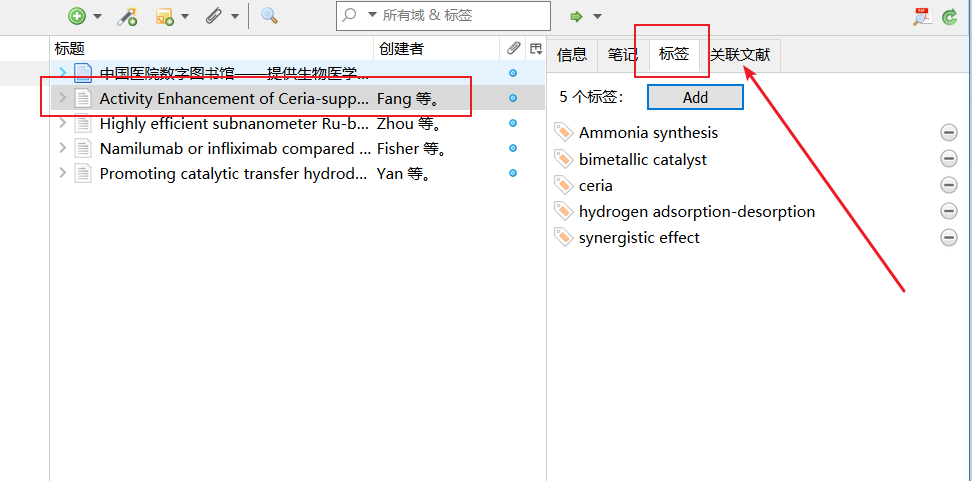 所有域 & 标签
标题 创建者
中国医院数字图书馆——提供生物医学...
Activity Enhancement of Ceria-supp... Fang 等。
Highly efficient subnanometer Ru-b... Zhou 等。
Namilumab or infliximab compared ... Fisher 等。
Promoting catalytic transfer hydrod... Yan 等。
信息 笔记 标签 关联文献
5 个标签: Add
Ammonia synthesis
bimetallic catalyst
ceria
hydrogen adsorption-desorption
synergistic effect